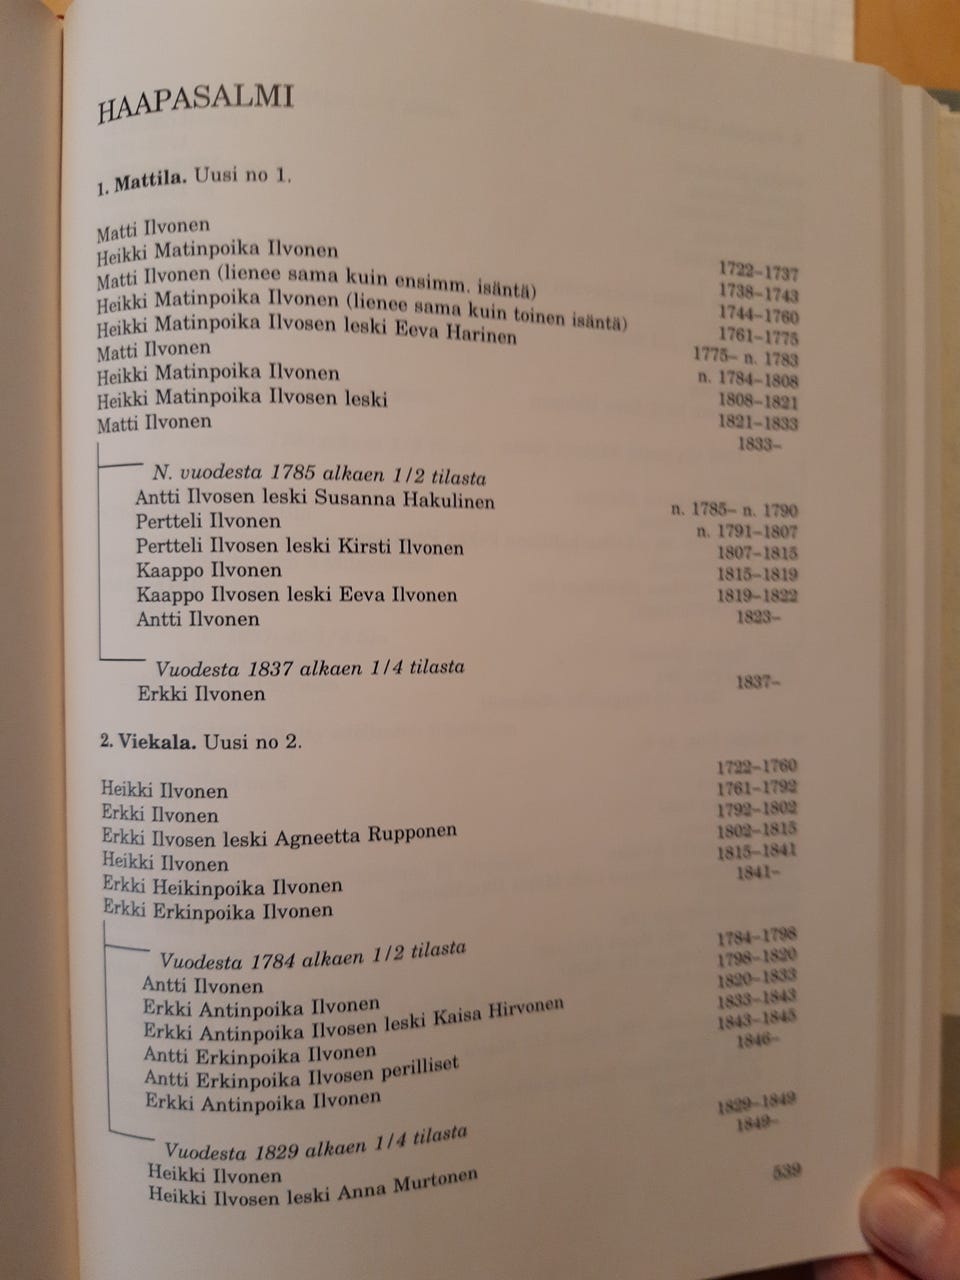 HAAPASALMI
1. Mattila. Uusi no 1.
Matti Ilvonen 1722–1737
Heikki Matinpoika Ilvonen 1738–1743
Matti Ilvonen (lienee sama kuin ensimm. isäntä) 1744–1760
Heikki Matinpoika Ilvonen (lienee sama kuin toinen isäntä) 1761–1775
Heikki Matinpoika Ilvosen leski Eeva Harinen 1775– n. 1783
Matti Ilvonen n. 1784–1808
Heikki Matinpoika Ilvonen 1808–1821
Heikki Matinpoika Ilvosen leski 1821–1833
Matti Ilvonen 1833–
N. vuodesta 1785 alkaen 1/2 tilasta
Antti Ilvosen leski Susanna Hakulinen n. 1785– n. 1790
Pertteli Ilvonen n. 1791–1807
Pertteli Ilvosen leski Kirsti Ilvonen 1807–1815
Kaappo Ilvonen 1815–1819
Kaappo Ilvosen leski Eeva Ilvonen 1819–1822
Antti Ilvonen 1823–
Vuodesta 1837 alkaen 1/4 tilasta
Erkki Ilvonen 1837–
2. Viekala. Uusi no 2.
Heikki Ilvonen 1722–1760
Erkki Ilvonen 1761–1792
Erkki Ilvosen leski Agneetta Rupponen 1792–1802
Heikki Ilvonen 1802–1815
Erkki Heikinpoika Ilvonen 1815–1841
Erkki Erkinpoika Ilvonen 1841–
Vuodesta 1784 alkaen 1/2 tilasta
Antti Ilvonen 1784–1798
Erkki Antinpoika Ilvonen 1798–1820
Erkki Antinpoika Ilvosen leski Kaisa Hirvonen 1820–1833
Antti Erkinpoika Ilvonen 1833–1843
Antti Erkinpoika Ilvosen perilliset 1843–1845
Erkki Antinpoika Ilvonen 1846–
Vuodesta 1829 alkaen 1/4 tilasta
Heikki Ilvonen 1829–1849
Heikki Ilvosen leski Anna Murtonen 1849–
539